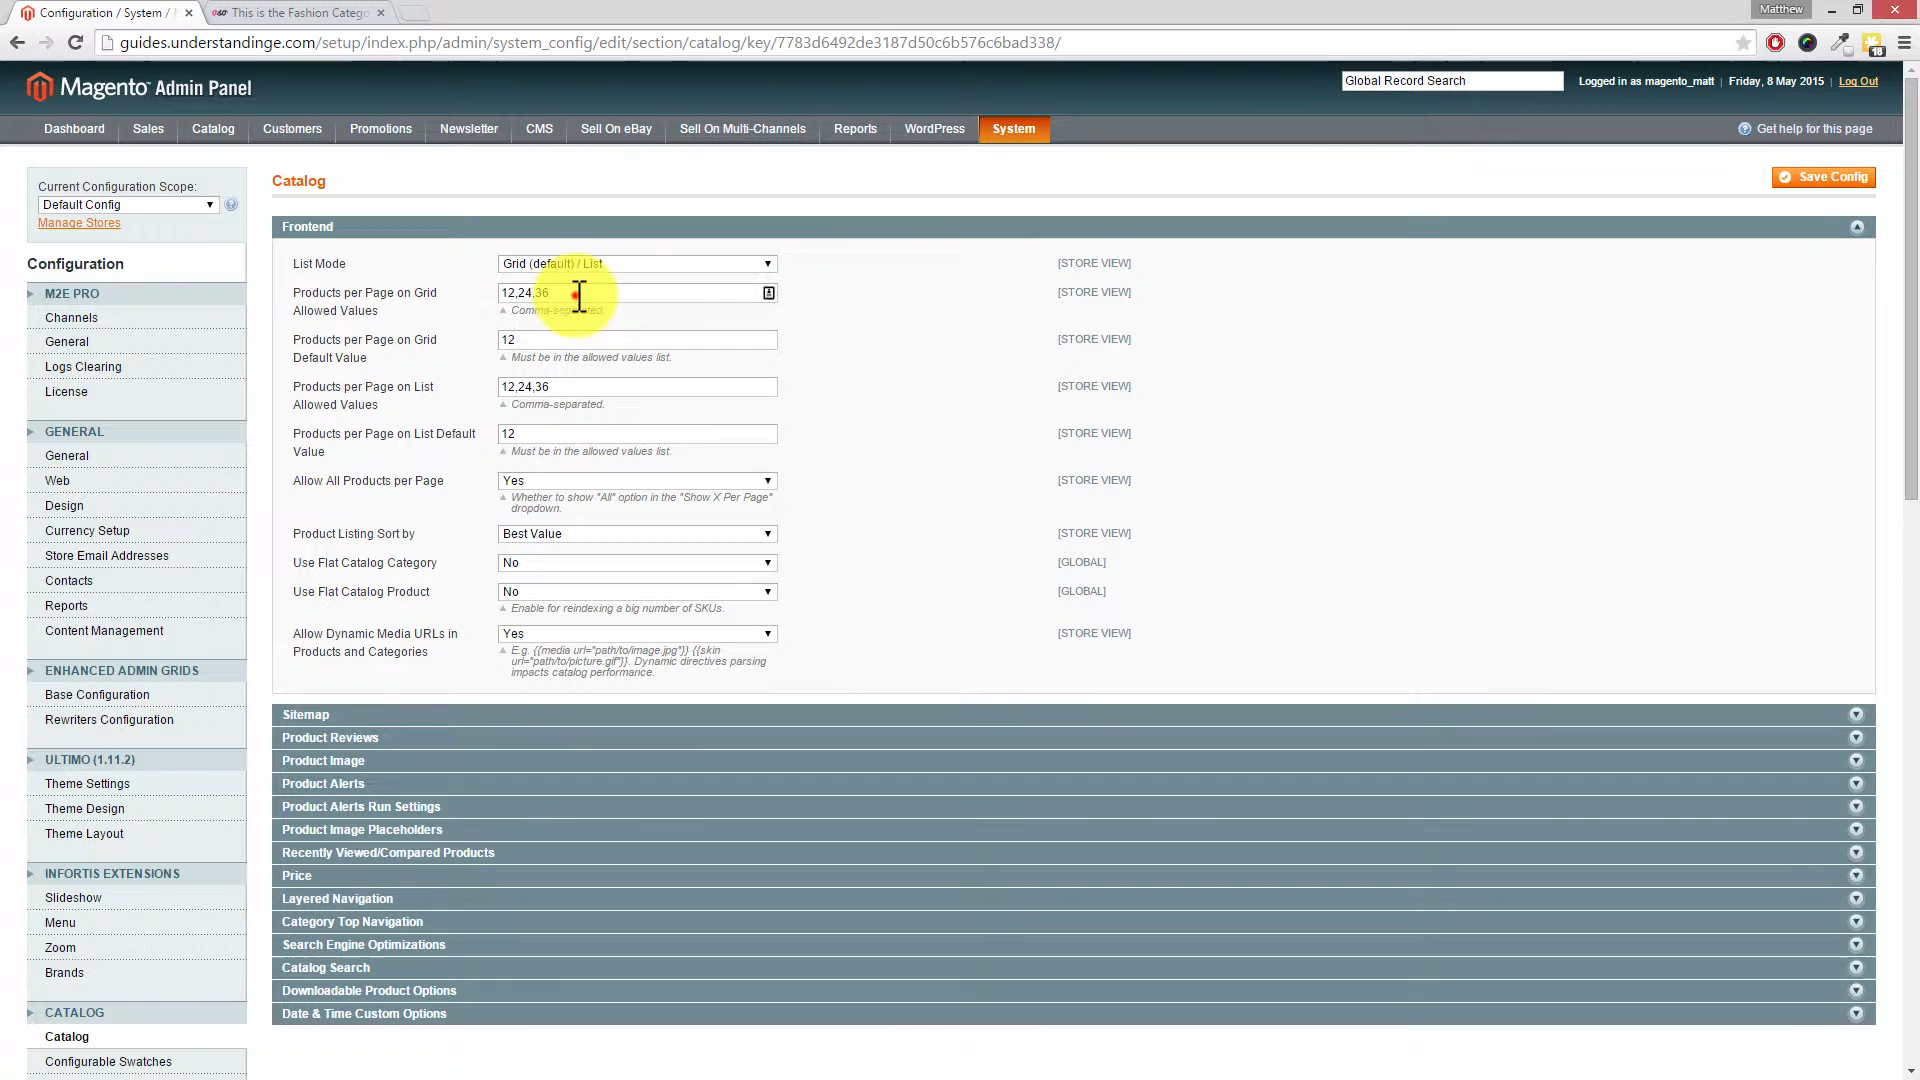 Configuration / System /
This is the Fashion Catego
Matthew
guides.understandinge.com/setup/index.php/admin/system_config/edit/section/catalog/key/7783d6492de3187d50c6b576c6bad338/
18
Magento Admin Panel
Global Record Search
Logged in as magento_matt | Friday, 8 May 2015 | Log Out
Dashboard Sales Catalog Customers Promotions Newsletter CMS Sell On eBay Sell On Multi-Channels Reports WordPress System
Get help for this page
Current Configuration Scope:
Default Config
Manage Stores
Configuration
M2E PRO
Channels
General
Logs Clearing
License
GENERAL
General
Web
Design
Currency Setup
Store Email Addresses
Contacts
Reports
Content Management
ENHANCED ADMIN GRIDS
Base Configuration
Rewriters Configuration
ULTIMO (1.11.2)
Theme Settings
Theme Design
Theme Layout
INFORTIS EXTENSIONS
Slideshow
Menu
Zoom
Brands
CATALOG
Catalog
Configurable Swatches
Catalog
Save Config
Frontend
List Mode Grid (default) / List [STORE VIEW]
Products per Page on Grid 12,24,36 [STORE VIEW]
Allowed Values Comma-separated.
Products per Page on Grid 12 [STORE VIEW]
Default Value Must be in the allowed values list.
Products per Page on List 12,24,36 [STORE VIEW]
Allowed Values Comma-separated.
Products per Page on List Default 12 [STORE VIEW]
Value Must be in the allowed values list.
Allow All Products per Page Yes [STORE VIEW]
Whether to show "All" option in the "Show X Per Page"
dropdown.
Product Listing Sort by Best Value [STORE VIEW]
Use Flat Catalog Category No [GLOBAL]
Use Flat Catalog Product No [GLOBAL]
Enable for reindexing a big number of SKUs.
Allow Dynamic Media URLs in Yes [STORE VIEW]
Products and Categories E.g. {{media url="path/to/image.jpg"}} {{skin
url="path/to/picture.gif"}}. Dynamic directives parsing
impacts catalog performance.
Sitemap
Product Reviews
Product Image
Product Alerts
Product Alerts Run Settings
Product Image Placeholders
Recently Viewed/Compared Products
Price
Layered Navigation
Category Top Navigation
Search Engine Optimizations
Catalog Search
Downloadable Product Options
Date & Time Custom Options